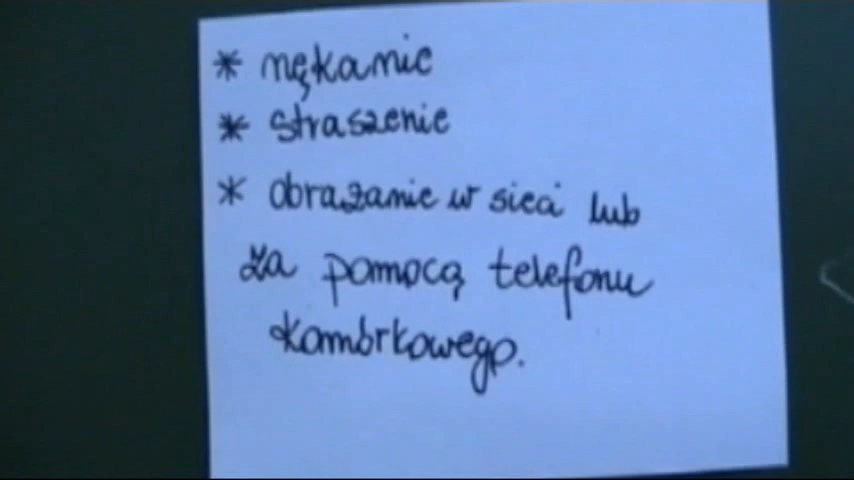 * nękanie
* straszenie
* obrażanie w sieci lub
za pomocą telefonu
komórkowego.